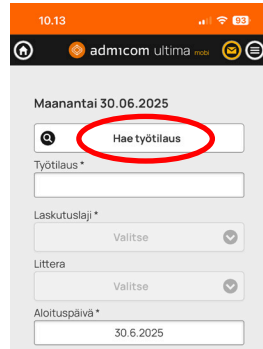 10.13
93
admicom ultima mobi
Maanantai 30.06.2025
Hae työtilaus
Työtilaus *
Laskutuslaji *
Valitse
Littera
Valitse
Aloituspäivä *
30.6.2025